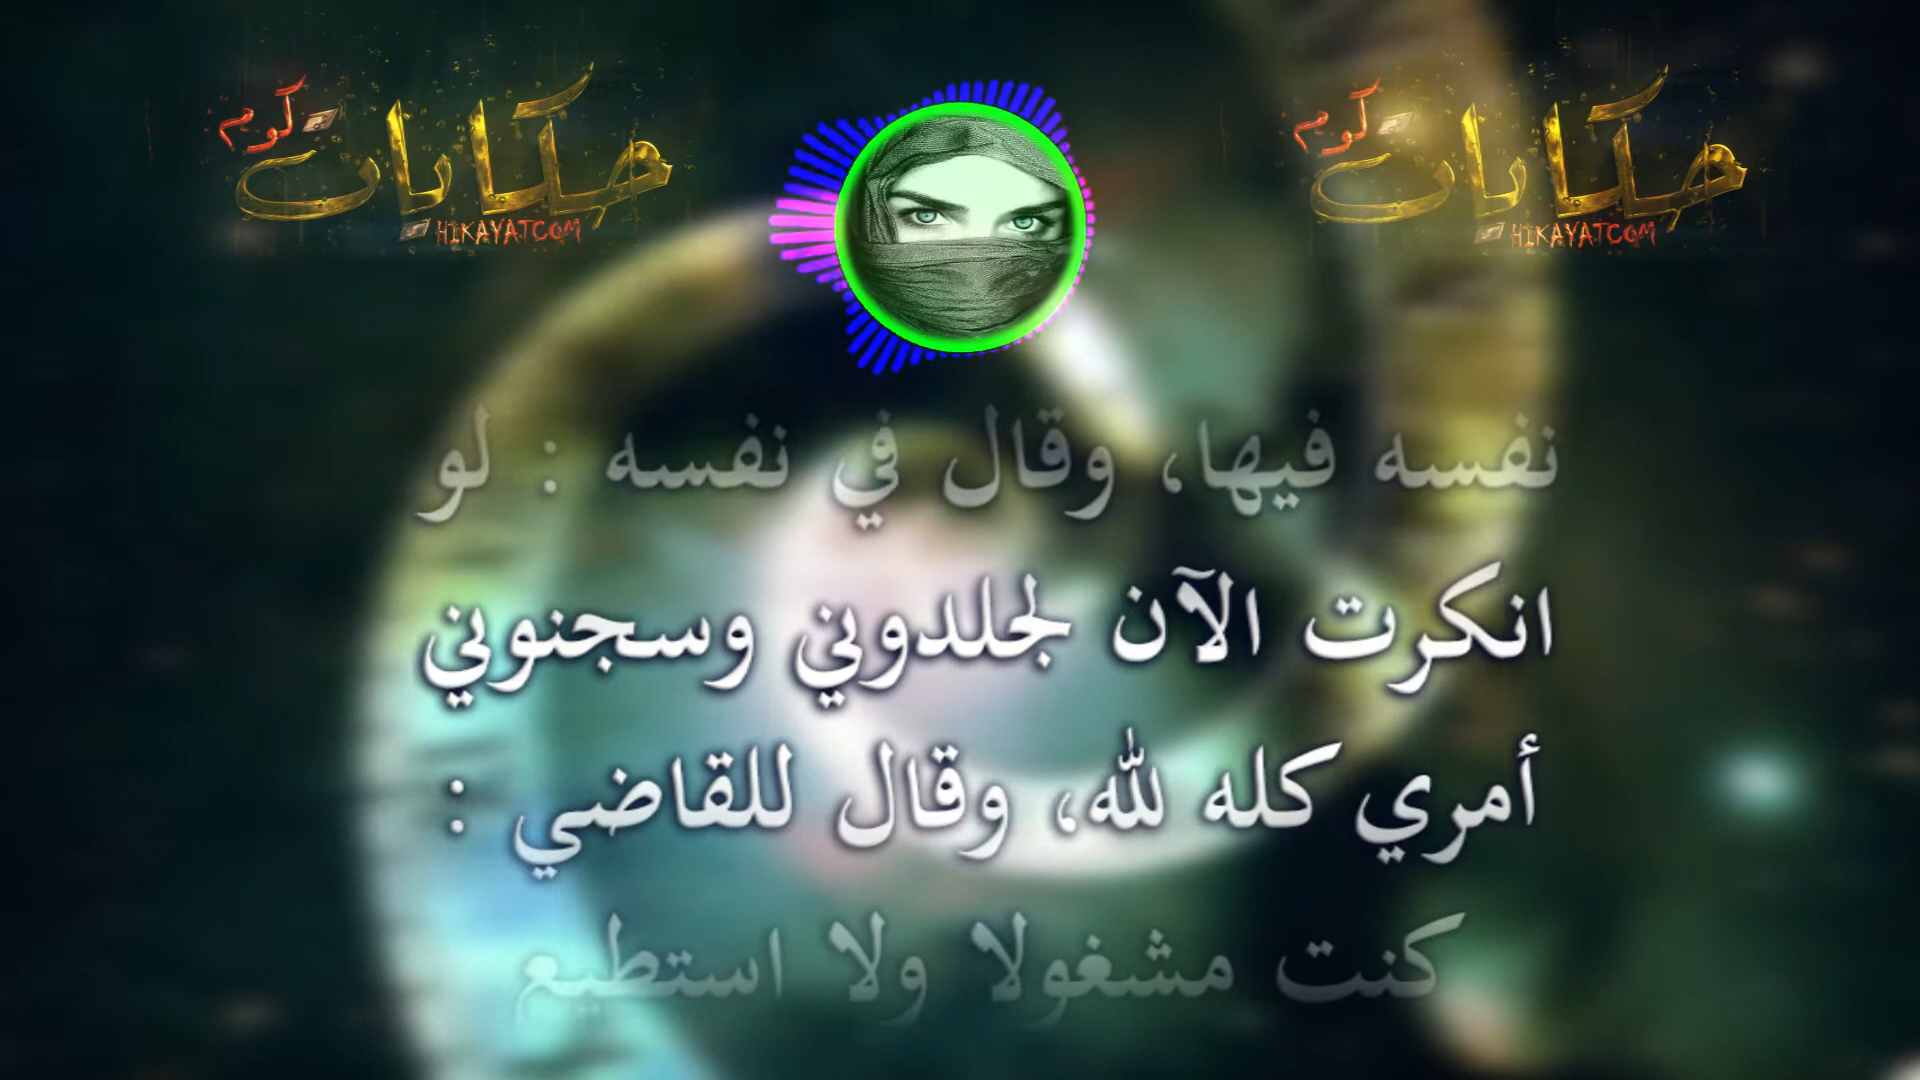 حكايات كوم
HIKAYATCOM
حكايات كوم
HIKAYATCOM
نفسه فيها، وقال في نفسه : لو
انكرت الآن لجلدوني وسجنوني
أمري كله لله، وقال للقاضي :
كنت مشغولا ولا استطيع